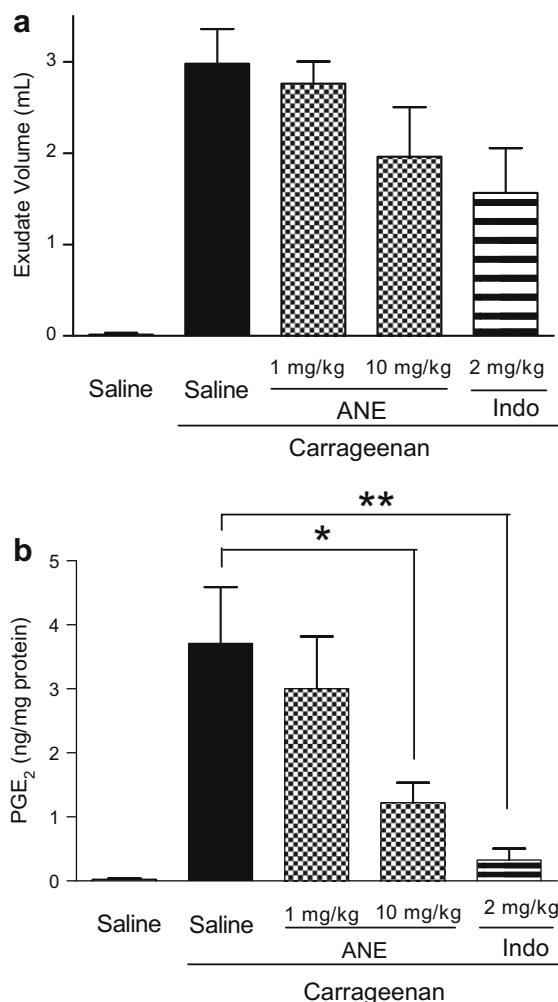 a
Exudate Volume (mL)
3
2
1
0
1 mg/kg 10 mg/kg 2 mg/kg
Saline Saline
ANE Indo
Carrageenan
b
**
*
PGE2 (ng/mg protein)
5
4
3
2
1
0
1 mg/kg 10 mg/kg 2 mg/kg
Saline Saline
ANE Indo
Carrageenan